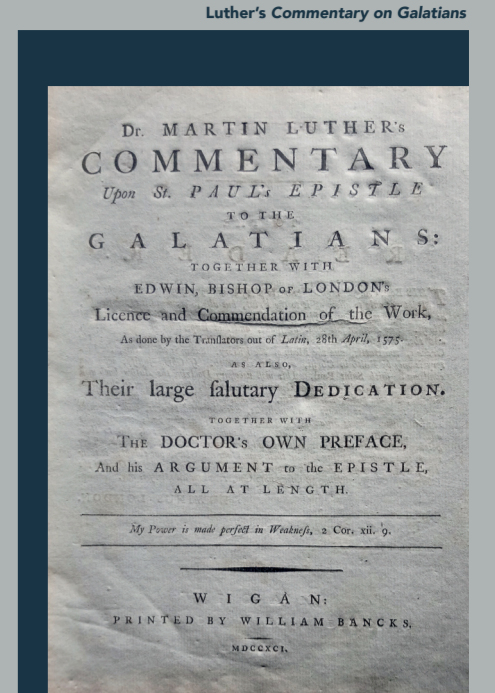 Luther's Commentary on Galatians
Dr. MARTIN LUTHER's
COMMENTARY
Upon St. PAUL's EPISTLE
TO THE
GALATIANS:
TOGETHER WITH
EDWIN, BISHOP OF LONDON's
Licence and Commendation of the Work,
As done by the Tranſlators out of Latin, 28th April, 1575.
AS ALSO,
Their large ſalutary DEDICATION.
TOGETHER WITH
THE DOCTOR's OWN PREFACE,
And his ARGUMENT to the EPISTLE,
ALL AT LENGTH.
My Power is made perfect in Weakneſs, 2 Cor. xii. 9.
WIGAN:
PRINTED BY WILLIAM BANCKS,
MDCCXCI.